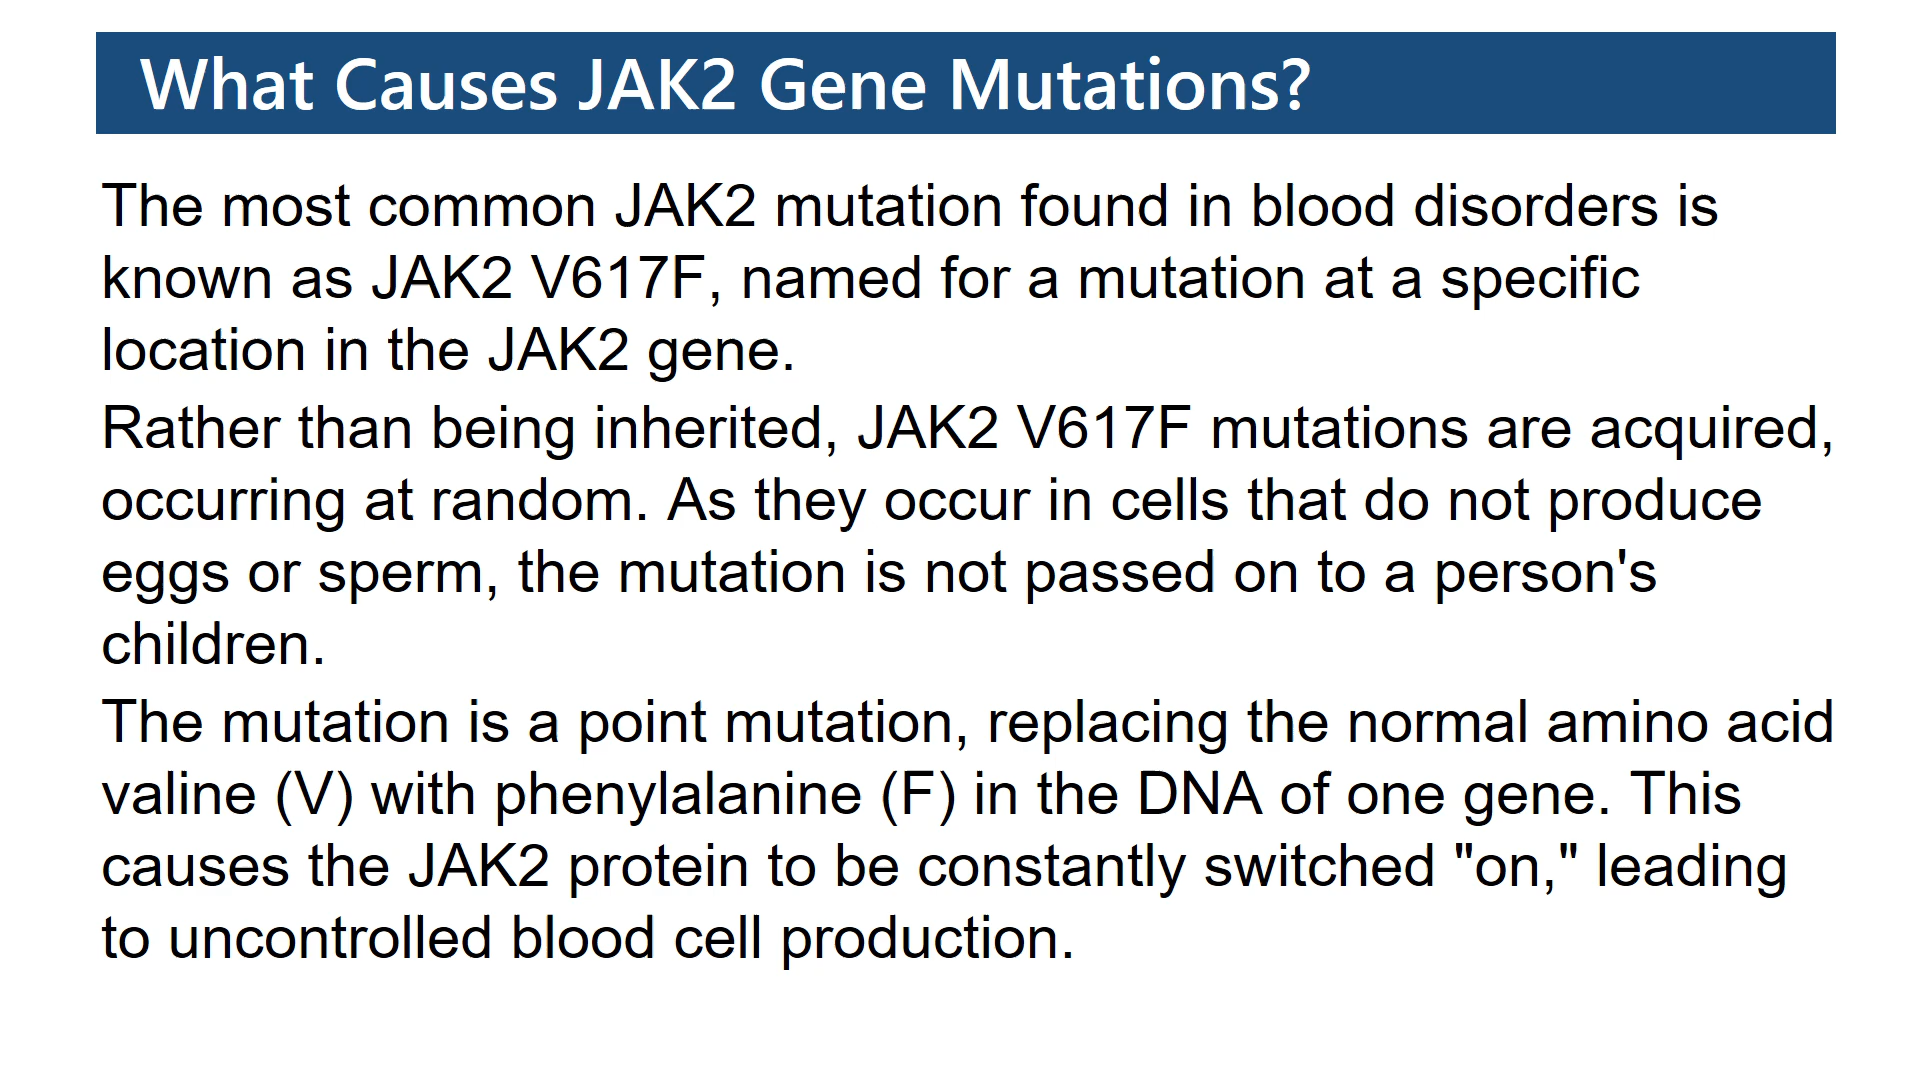 What Causes JAK2 Gene Mutations?
The most common JAK2 mutation found in blood disorders is
known as JAK2 V617F, named for a mutation at a specific
location in the JAK2 gene.
Rather than being inherited, JAK2 V617F mutations are acquired,
occurring at random. As they occur in cells that do not produce
eggs or sperm, the mutation is not passed on to a person's
children.
The mutation is a point mutation, replacing the normal amino acid
valine (V) with phenylalanine (F) in the DNA of one gene. This
causes the JAK2 protein to be constantly switched "on," leading
to uncontrolled blood cell production.